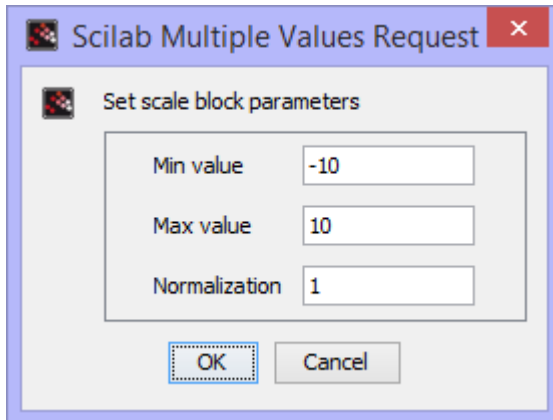 Scilab Multiple Values Request
Set scale block parameters
Min value -10
Max value 10
Normalization 1
OK Cancel